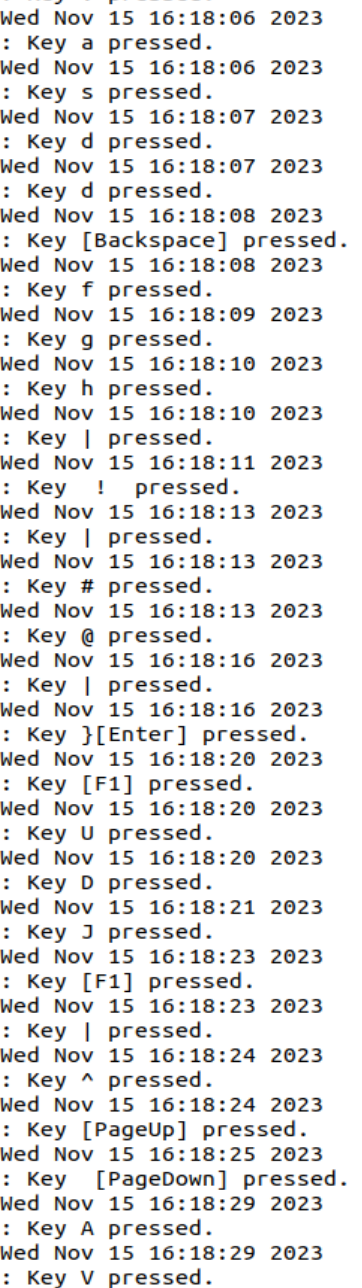 Wed Nov 15 16:18:06 2023
: Key a pressed.
Wed Nov 15 16:18:06 2023
: Key s pressed.
Wed Nov 15 16:18:07 2023
: Key d pressed.
Wed Nov 15 16:18:07 2023
: Key d pressed.
Wed Nov 15 16:18:08 2023
: Key [Backspace] pressed.
Wed Nov 15 16:18:08 2023
: Key f pressed.
Wed Nov 15 16:18:09 2023
: Key g pressed.
Wed Nov 15 16:18:10 2023
: Key h pressed.
Wed Nov 15 16:18:10 2023
: Key | pressed.
Wed Nov 15 16:18:11 2023
: Key  !  pressed.
Wed Nov 15 16:18:13 2023
: Key | pressed.
Wed Nov 15 16:18:13 2023
: Key # pressed.
Wed Nov 15 16:18:13 2023
: Key @ pressed.
Wed Nov 15 16:18:16 2023
: Key | pressed.
Wed Nov 15 16:18:16 2023
: Key }[Enter] pressed.
Wed Nov 15 16:18:20 2023
: Key [F1] pressed.
Wed Nov 15 16:18:20 2023
: Key U pressed.
Wed Nov 15 16:18:20 2023
: Key D pressed.
Wed Nov 15 16:18:21 2023
: Key J pressed.
Wed Nov 15 16:18:23 2023
: Key [F1] pressed.
Wed Nov 15 16:18:23 2023
: Key | pressed.
Wed Nov 15 16:18:24 2023
: Key ^ pressed.
Wed Nov 15 16:18:24 2023
: Key [PageUp] pressed.
Wed Nov 15 16:18:25 2023
: Key  [PageDown] pressed.
Wed Nov 15 16:18:29 2023
: Key A pressed.
Wed Nov 15 16:18:29 2023
: Key V pressed.